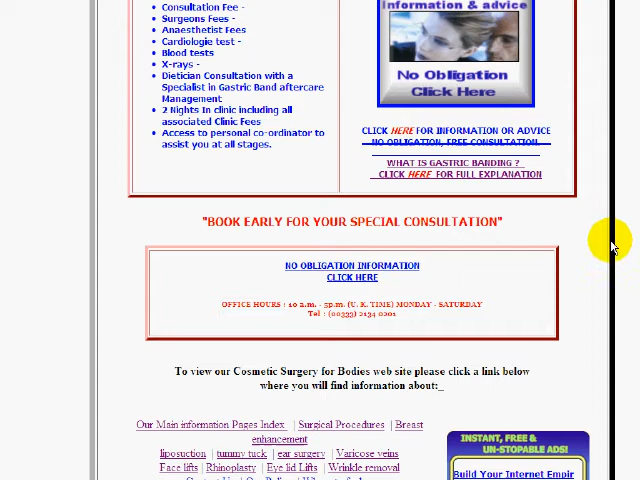 Consultation Fee -
Surgeons Fees -
Anaesthetist Fees
Cardiologie test -
Blood tests
X-rays -
Dietician Consultation with a
Specialist in Gastric Band aftercare
Management
2 Nights In clinic including all
associated Clinic Fees
Access to personal co-ordinator to
assist you at all stages.
Information & advice
No Obligation
Click Here
CLICK HERE FOR INFORMATION OR ADVICE
NO OBLIGATION, FREE CONSULTATION.
WHAT IS GASTRIC BANDING ?
CLICK HERE FOR FULL EXPLANATION
"BOOK EARLY FOR YOUR SPECIAL CONSULTATION"
NO OBLIGATION INFORMATION
CLICK HERE
OFFICE HOURS : 10 a.m. - 5p.m. (U. K. TIME) MONDAY - SATURDAY
Tel : (00333) 2134 0201
To view our Cosmetic Surgery for Bodies web site please click a link below
where you will find information about:_
Our Main information Pages Index | Surgical Procedures | Breast
enhancement
liposuction | tummy tuck | ear surgery | Varicose veins
Face lifts | Rhinoplasty | Eye lid Lifts | Wrinkle removal
INSTANT, FREE &
UN-STOPABLE ADS!
Build Your Internet Empir